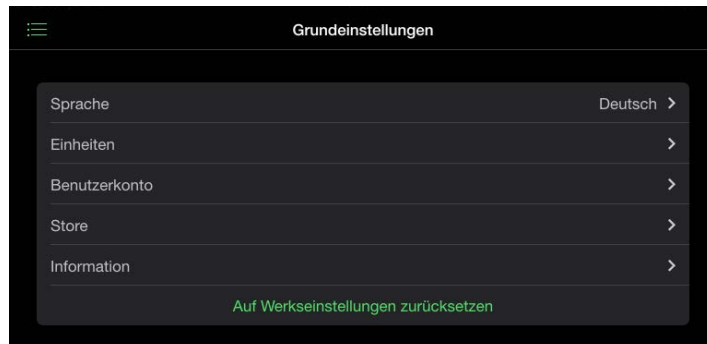 Grundeinstellungen
Sprache Deutsch
Einheiten
Benutzerkonto
Store
Information
Auf Werkseinstellungen zurücksetzen